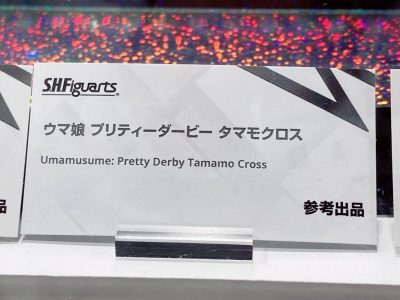 S.H.Figuarts
ウマ娘 プリティーダービー タマモクロス
Umamusume: Pretty Derby Tamamo Cross
参考出品
品